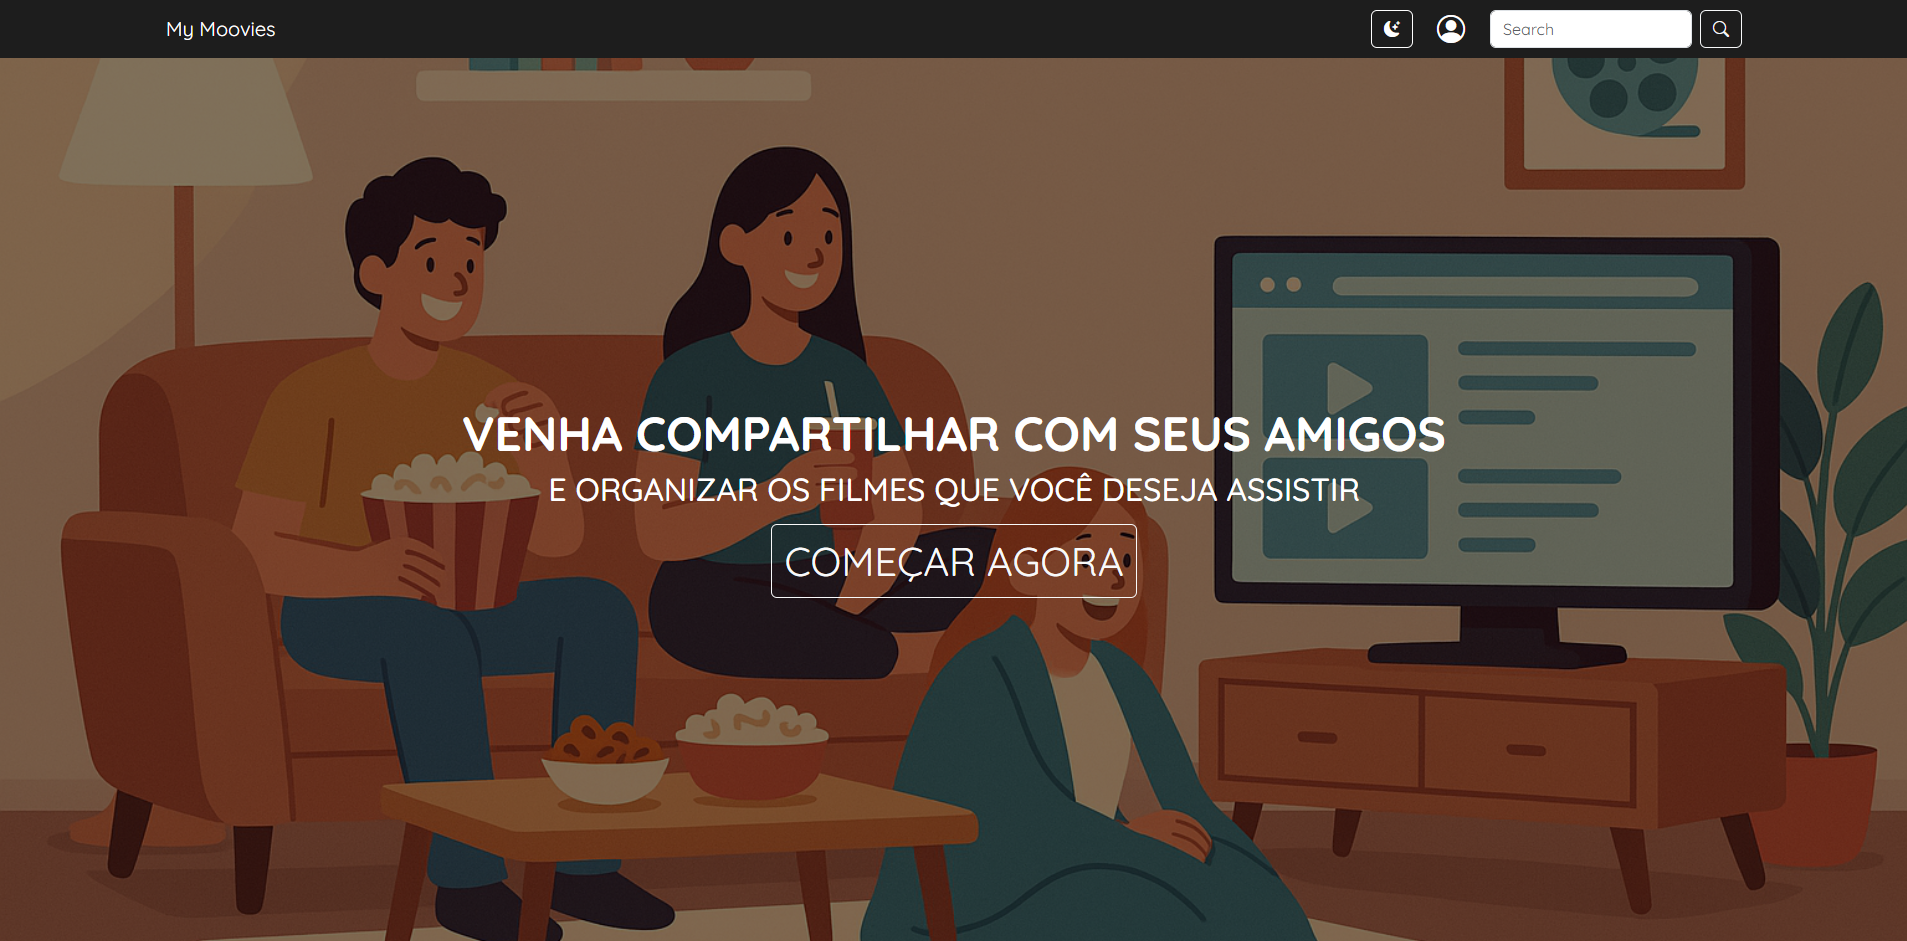 My Moovies
Search
VENHA COMPARTILHAR COM SEUS AMIGOS
E ORGANIZAR OS FILMES QUE VOCÊ DESEJA ASSISTIR
COMEÇAR AGORA